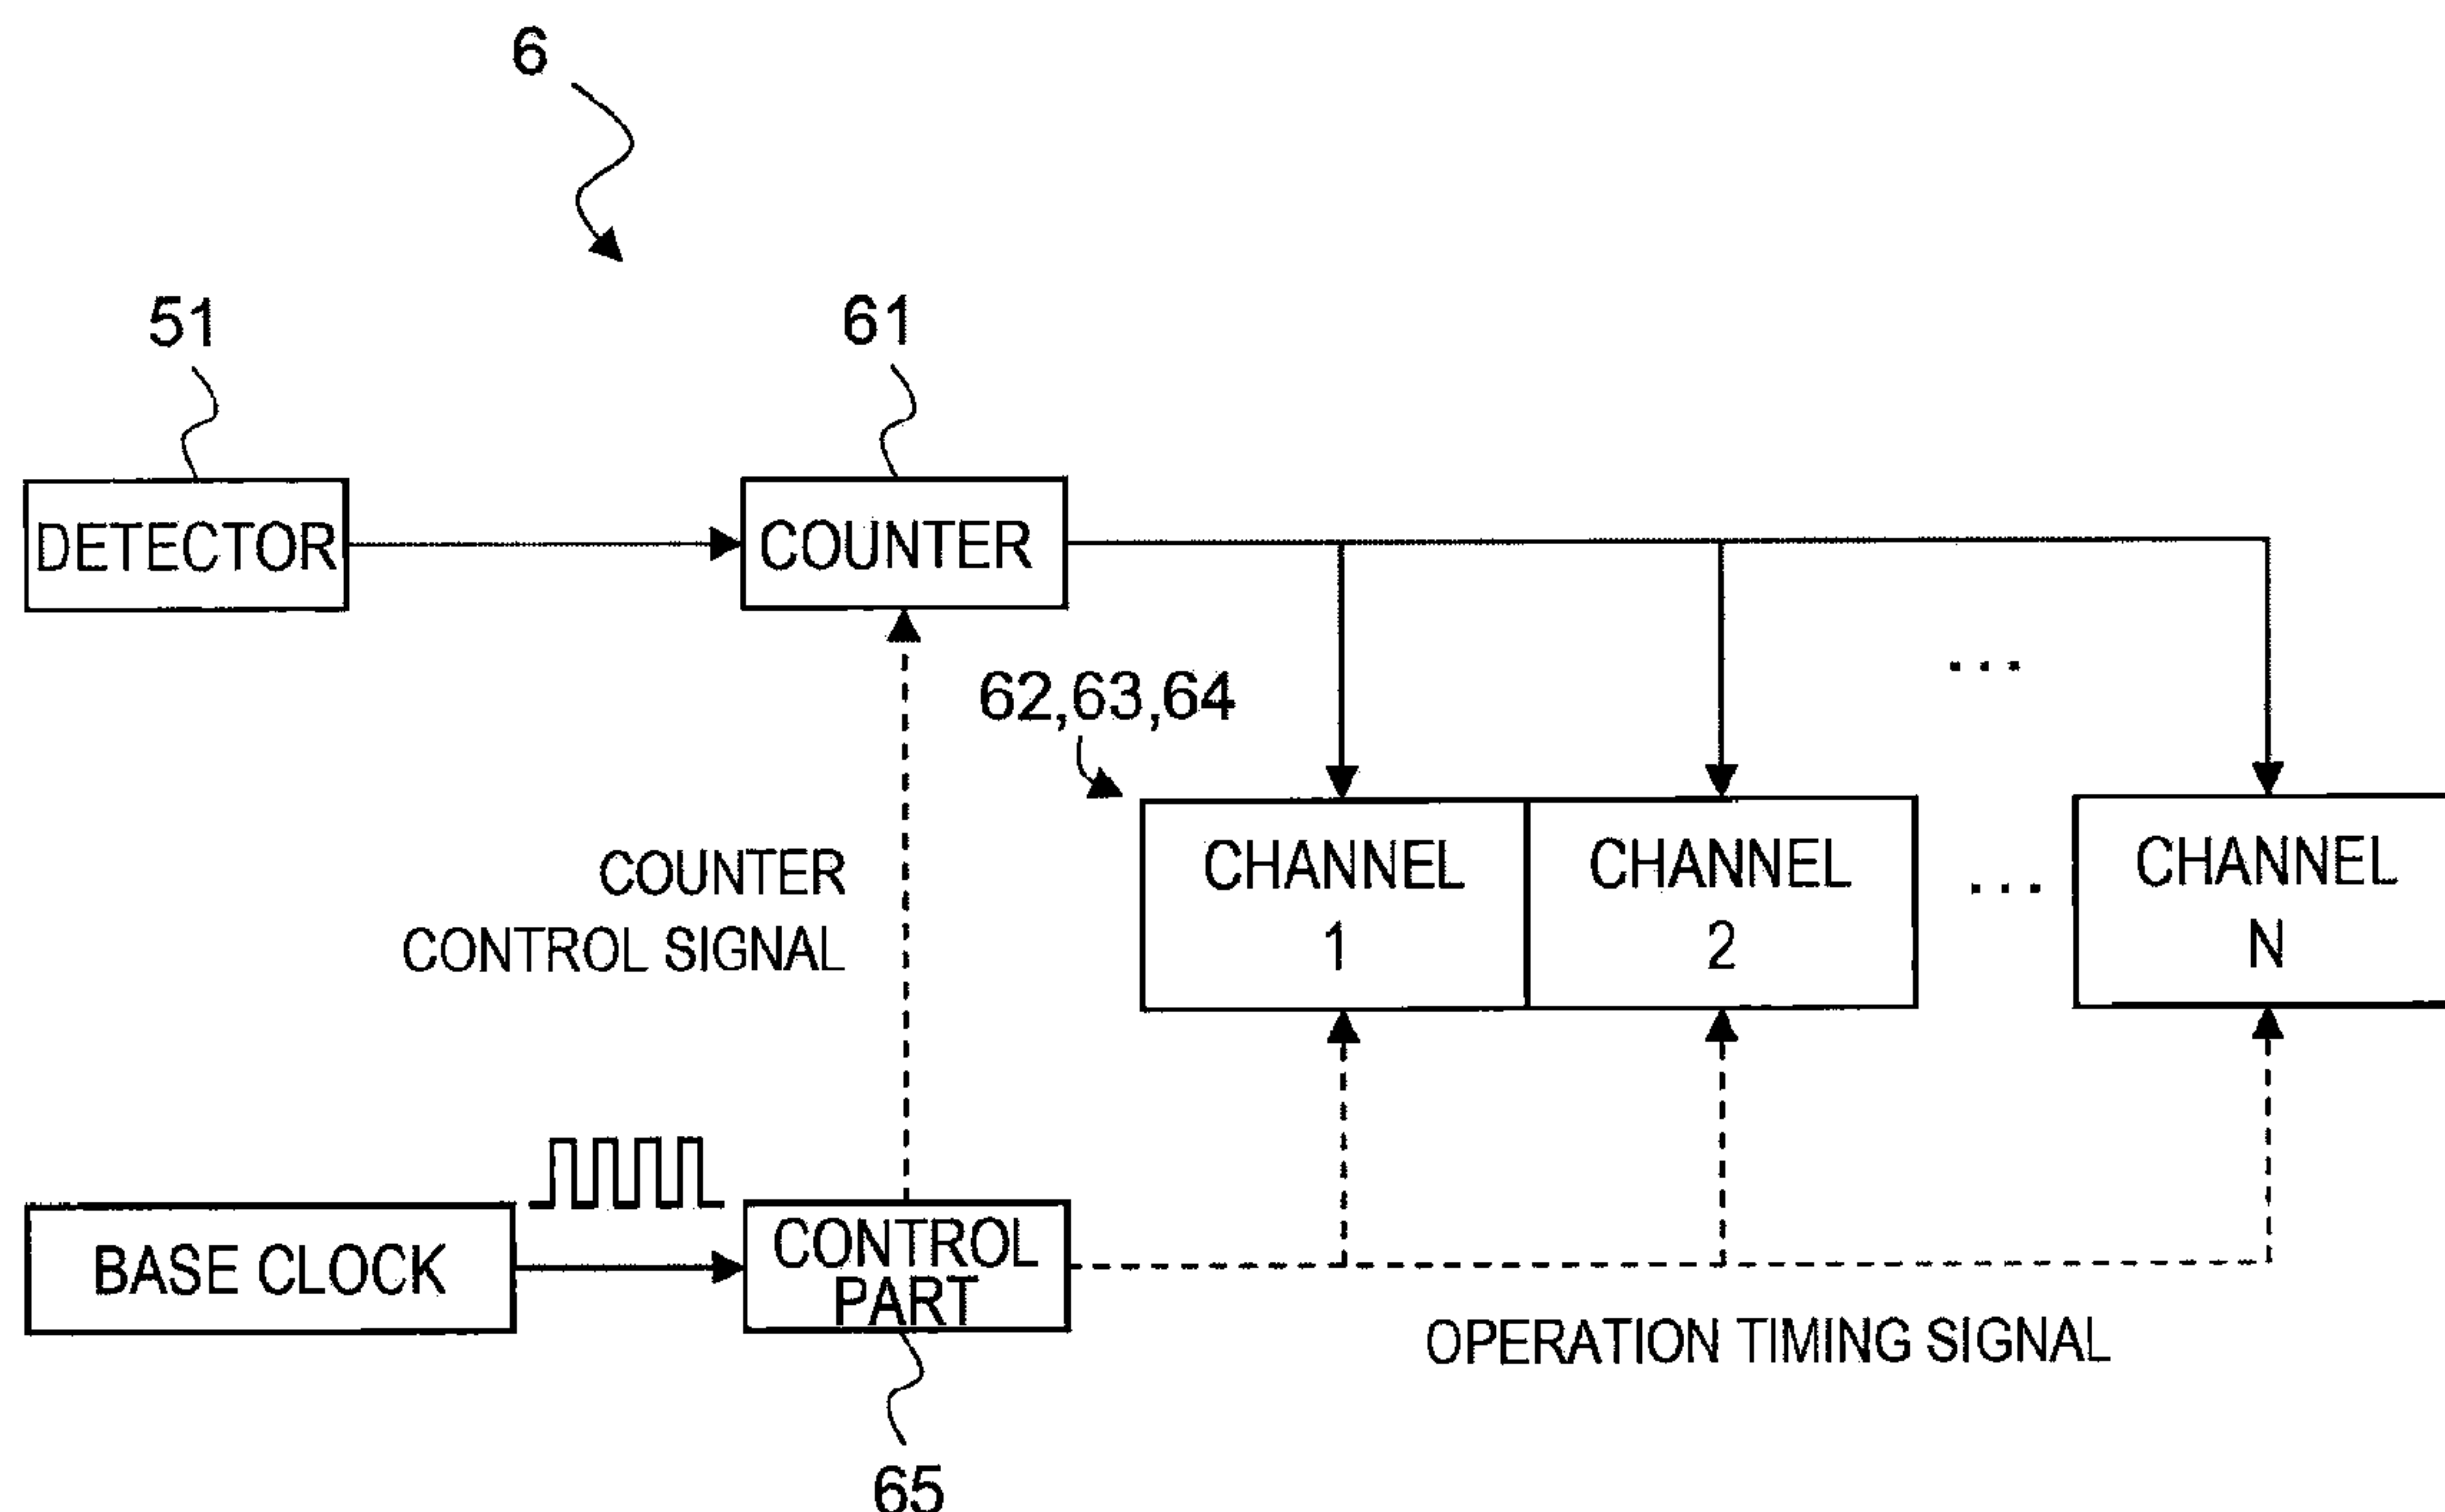 6
51
61
DETECTOR
COUNTER
62,63,64
...
COUNTER
CONTROL SIGNAL
CHANNEL
1
CHANNEL
2
...
CHANNEL
N
BASE CLOCK
CONTROL
PART
OPERATION TIMING SIGNAL
65